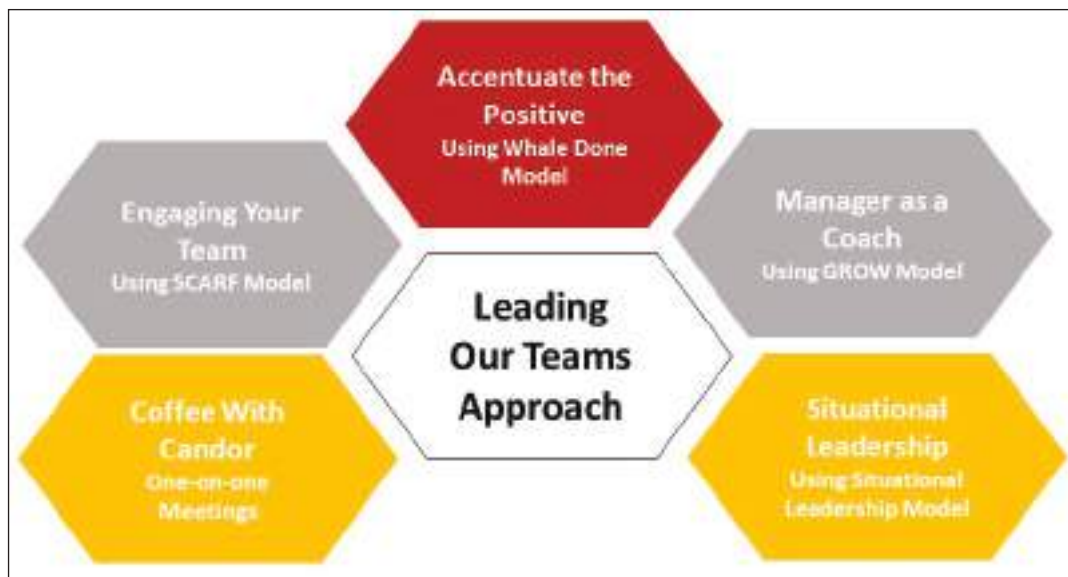 Accentuate the
Positive
Using Whale Done
Model
Engaging Your
Team
Using SCARF Model
Manager as a
Coach
Using GROW Model
Leading
Our Teams
Approach
Coffee With
Candor
One-on-one
Meetings
Situational
Leadership
Using Situational
Leadership Model